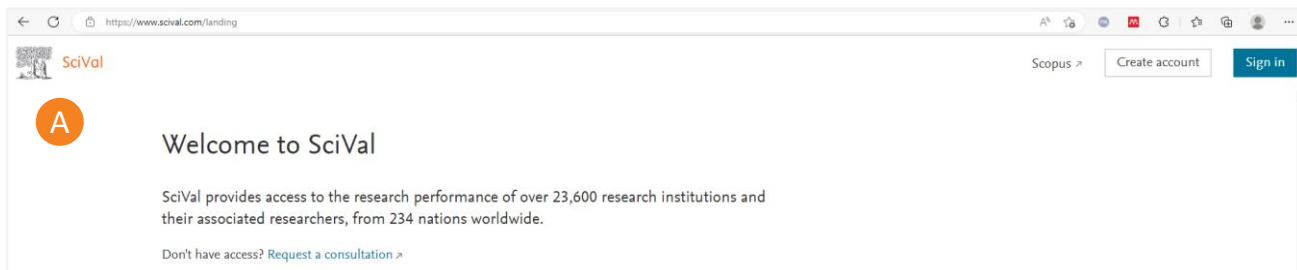 https://www.scival.com/landing
SciVal
Scopus ↗
Create account
Sign in
A
Welcome to SciVal
SciVal provides access to the research performance of over 23,600 research institutions and
their associated researchers, from 234 nations worldwide.
Don't have access? Request a consultation ↗